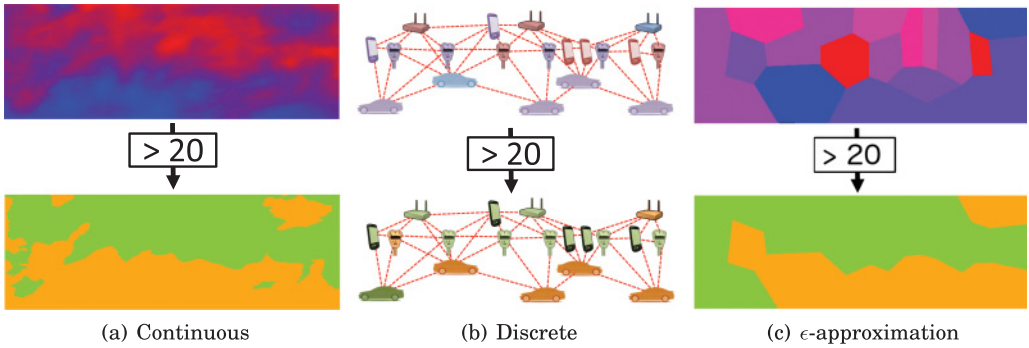 > 20
> 20
> 20
(a) Continuous
(b) Discrete
(c) ϵ-approximation